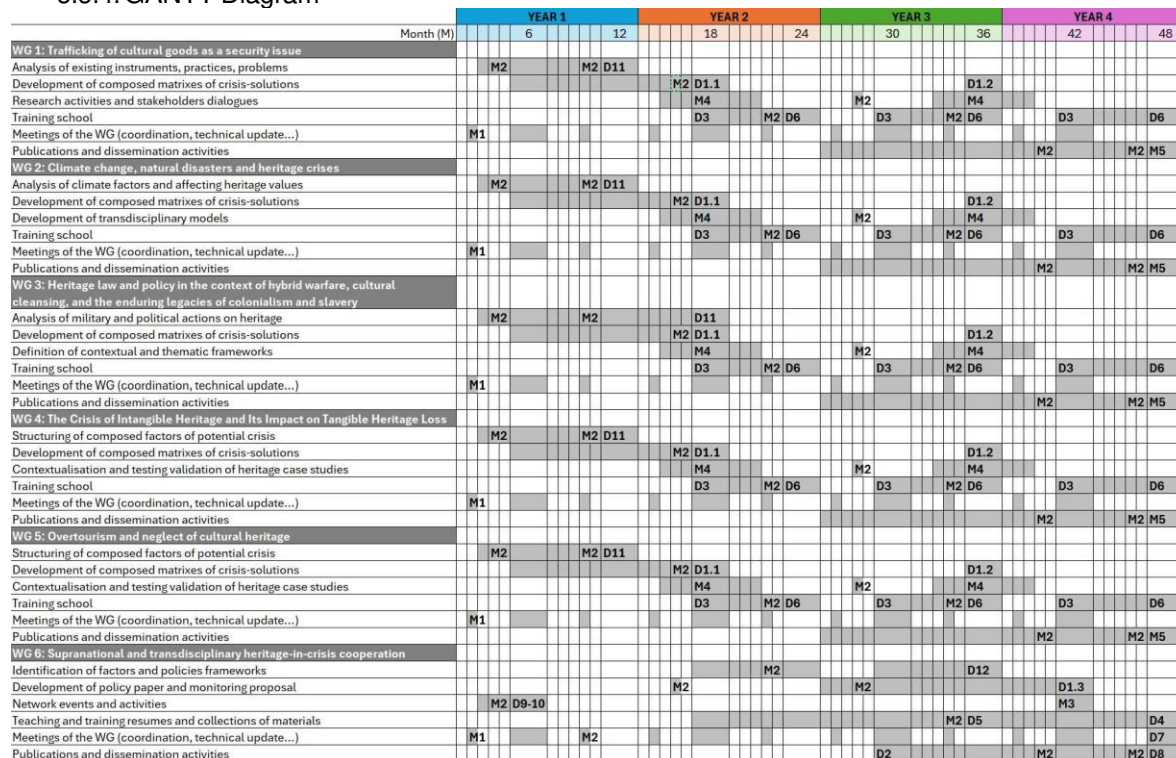 3.3.4. GANTT Diagram
YEAR 1 YEAR 2 YEAR 3 YEAR 4
Month (M) 6 12 18 24 30 36 42 48
WG 1: Trafficking of cultural goods as a security issue
Analysis of existing instruments, practices, problems M2 M2 D11
Development of composed matrixes of crisis-solutions M2 D1.1 D1.2
Research activities and stakeholders dialogues M4 M2 M4
Training school D3 M2 D6 D3 M2 D6 D3 D6
Meetings of the WG (coordination, technical update...) M1
Publications and dissemination activities M2 M2 M5
WG 2: Climate change, natural disasters and heritage crises
Analysis of climate factors and affecting heritage values M2 M2 D11
Development of composed matrixes of crisis-solutions M2 D1.1 D1.2
Development of transdisciplinary models M4 M2 M4
Training school D3 M2 D6 D3 M2 D6 D3 D6
Meetings of the WG (coordination, technical update...) M1
Publications and dissemination activities M2 M2 M5
WG 3: Heritage law and policy in the context of hybrid warfare, cultural
cleansing, and the enduring legacies of colonialism and slavery
Analysis of military and political actions on heritage M2 M2 D11
Development of composed matrixes of crisis-solutions M2 D1.1 D1.2
Definition of contextual and thematic frameworks M4 M2 M4
Training school D3 M2 D6 D3 M2 D6 D3 D6
Meetings of the WG (coordination, technical update...) M1
Publications and dissemination activities M2 M2 M5
WG 4: The Crisis of Intangible Heritage and Its Impact on Tangible Heritage Loss
Structuring of composed factors of potential crisis M2 M2 D11
Development of composed matrixes of crisis-solutions M2 D1.1 D1.2
Contextualisation and testing validation of heritage case studies M4 M2 M4
Training school D3 M2 D6 D3 M2 D6 D3 D6
Meetings of the WG (coordination, technical update...) M1
Publications and dissemination activities M2 M2 M5
WG 5: Overtourism and neglect of cultural heritage
Structuring of composed factors of potential crisis M2 M2 D11
Development of composed matrixes of crisis-solutions M2 D1.1 D1.2
Contextualisation and testing validation of heritage case studies M4 M2 M4
Training school D3 M2 D6 D3 M2 D6 D3 D6
Meetings of the WG (coordination, technical update...) M1
Publications and dissemination activities M2 M2 M5
WG 6: Supranational and transdisciplinary heritage-in-crisis cooperation
Identification of factors and policies frameworks M2 D12
Development of policy paper and monitoring proposal M2 M2 D1.3
Network events and activities M2 D9-10 M3
Teaching and training resumes and collections of materials M2 D5 D4
Meetings of the WG (coordination, technical update...) M1 M2 D7
Publications and dissemination activities D2 M2 M2 D8